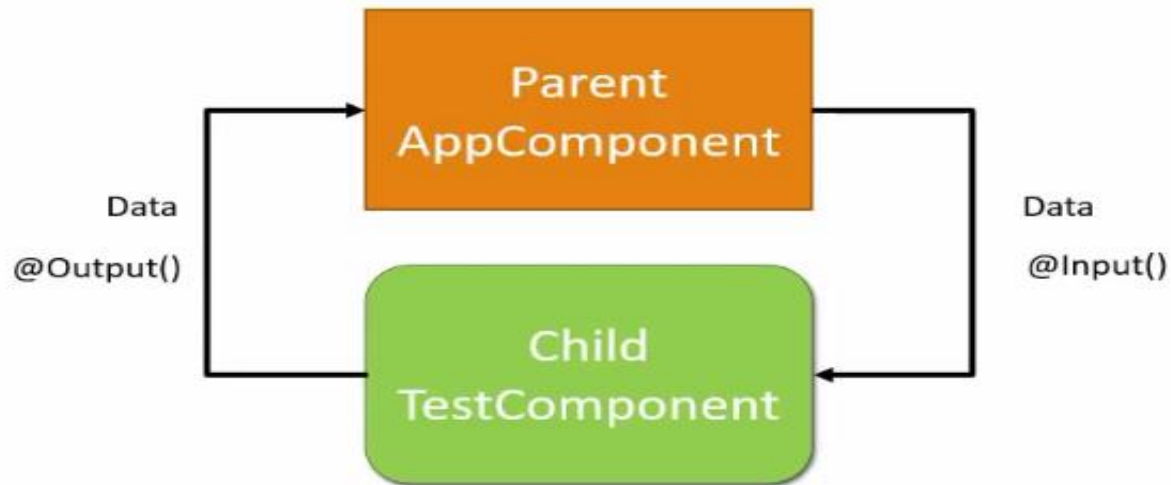 Parent
AppComponent
Data
@Output()
Data
@Input()
Child
TestComponent